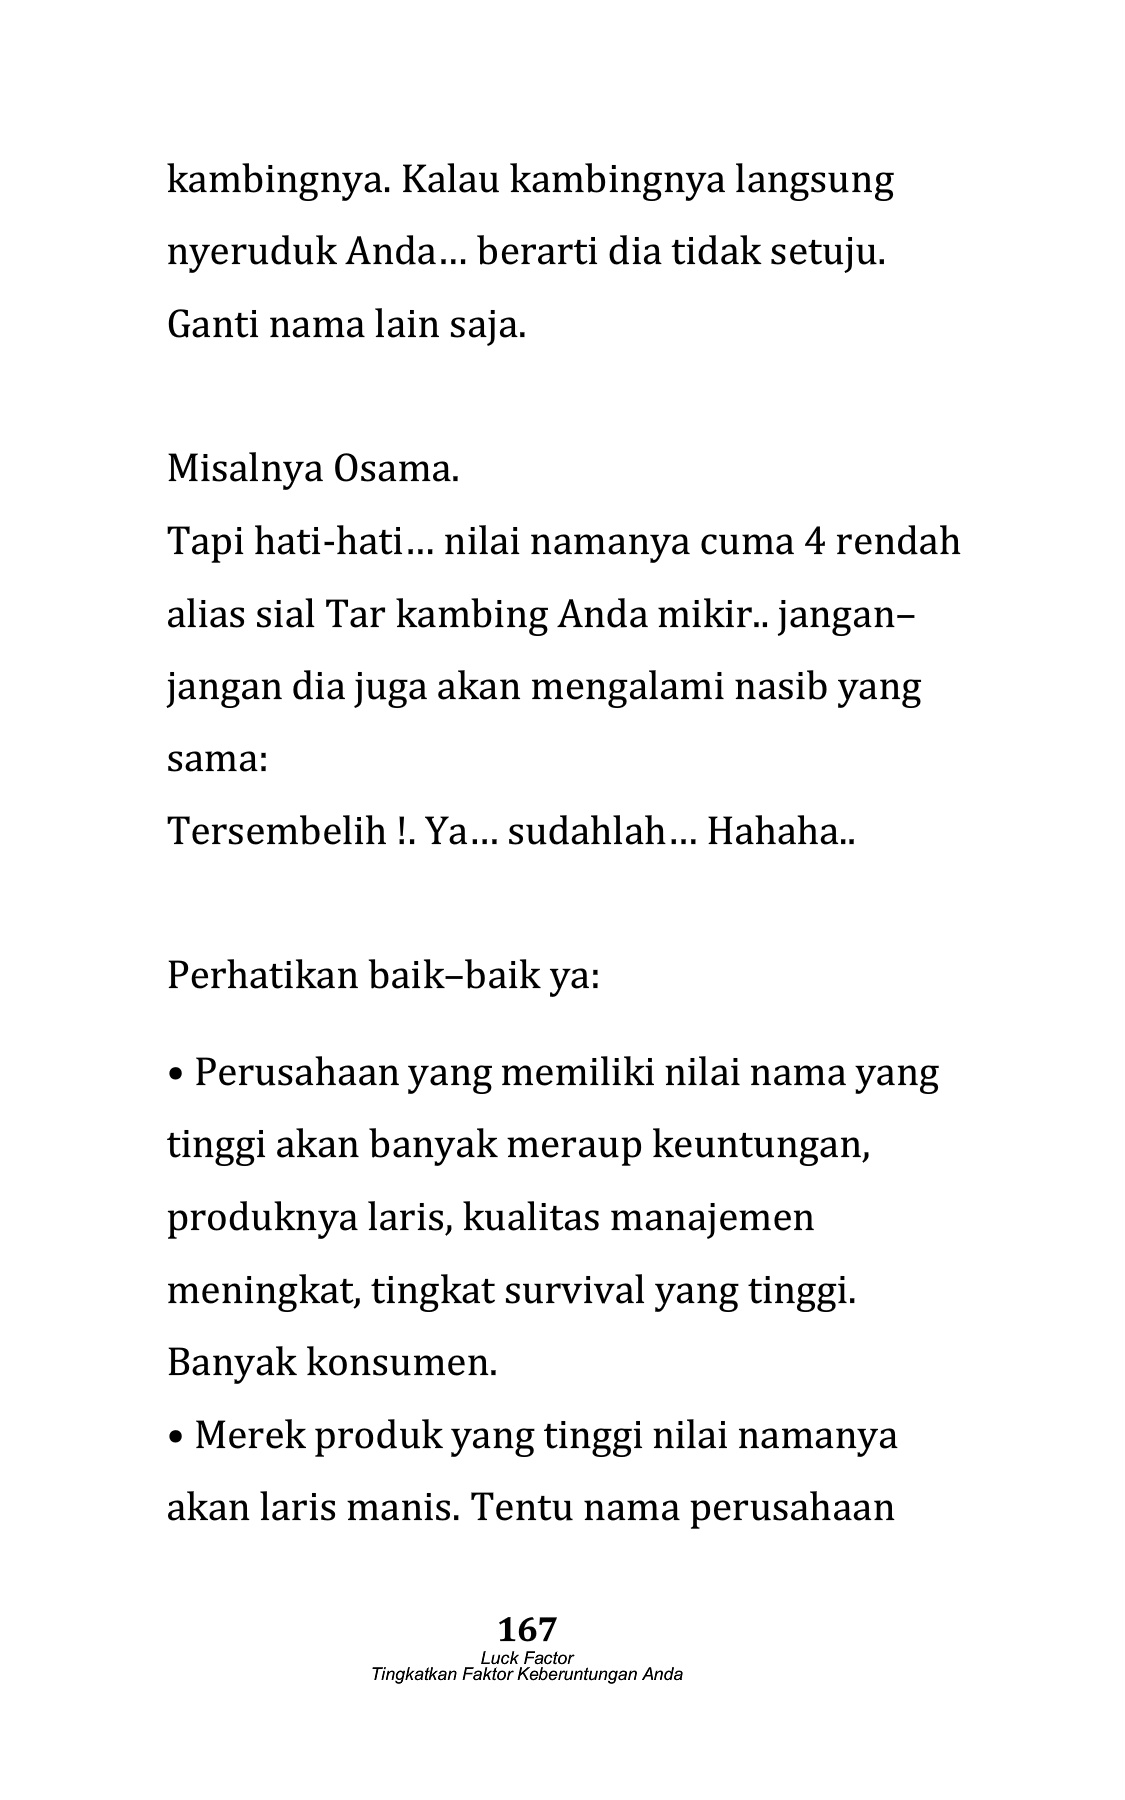 kambingnya. Kalau kambingnya langsung
nyeruduk Anda… berarti dia tidak setuju.
Ganti nama lain saja.
Misalnya Osama.
Tapi hati-hati… nilai namanya cuma 4 rendah
alias sial Tar kambing Anda mikir.. jangan–
jangan dia juga akan mengalami nasib yang
sama:
Tersembelih !. Ya… sudahlah… Hahaha..
Perhatikan baik–baik ya:
• Perusahaan yang memiliki nilai nama yang
tinggi akan banyak meraup keuntungan,
produknya laris, kualitas manajemen
meningkat, tingkat survival yang tinggi.
Banyak konsumen.
• Merek produk yang tinggi nilai namanya
akan laris manis. Tentu nama perusahaan
167
Luck Factor
Tingkatkan Faktor Keberuntungan Anda